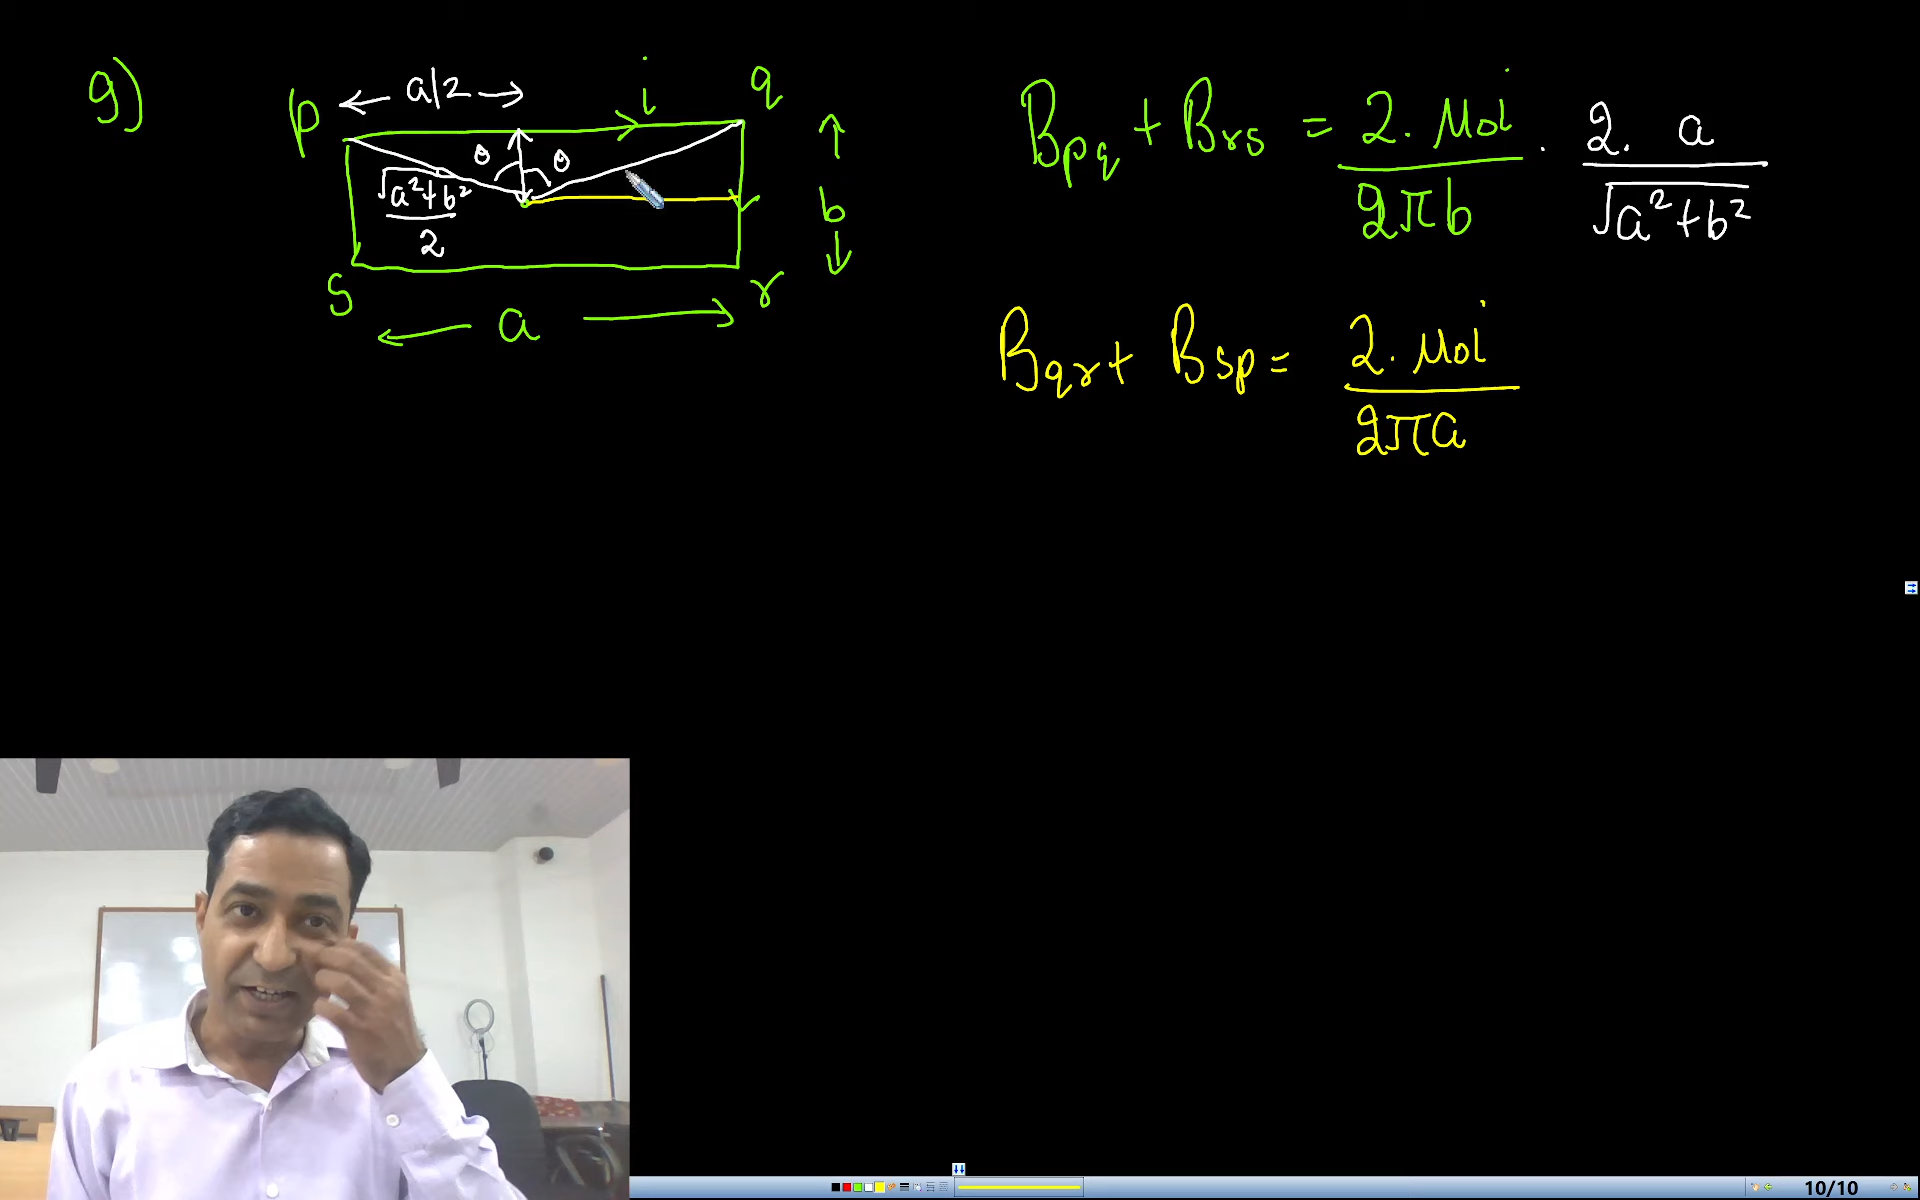 9)
p a/2 i q
θ θ
√a²+b²
2
b
s a r
Bpq + Brs = 2. μ0i . 2. a
2πb √a²+b²
Bqr + Bsp = 2. μ0i
2πa
10/10